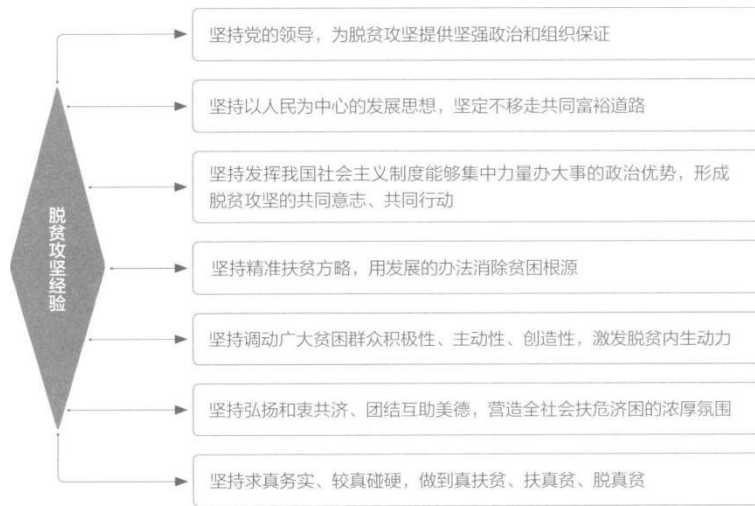 坚持党的领导，为脱贫攻坚提供坚强政治和组织保证
坚持以人民为中心的发展思想，坚定不移走共同富裕道路
坚持发挥我国社会主义制度能够集中力量办大事的政治优势，形成
脱贫攻坚的共同意志、共同行动
脱贫攻坚经验
坚持精准扶贫方略，用发展的办法消除贫困根源
坚持调动广大贫困群众积极性、主动性、创造性，激发脱贫内生动力
坚持弘扬和衷共济、团结互助美德，营造全社会扶危济困的浓厚氛围
坚持求真务实、较真碰硬，做到真扶贫、扶真贫、脱真贫